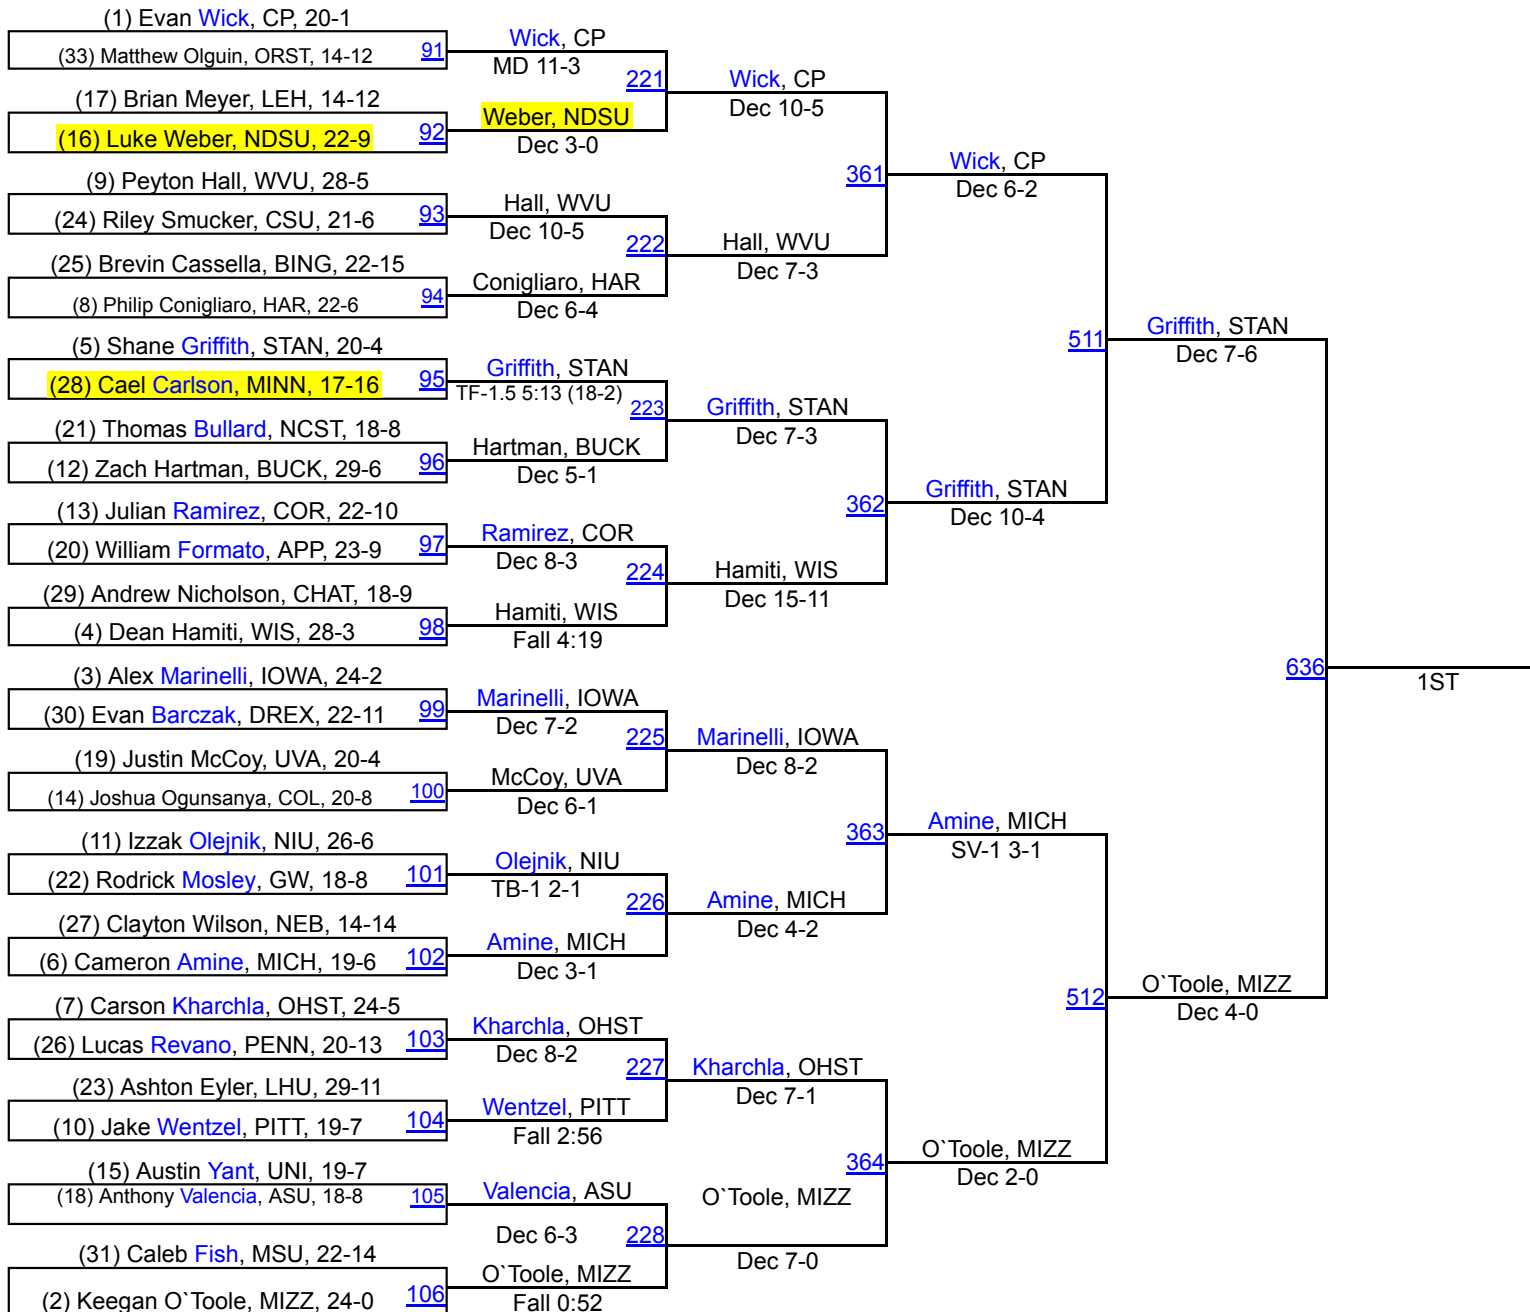 (1) Evan Wick, CP, 20-1
(33) Matthew Olguin, ORST, 14-12
91
(17) Brian Meyer, LEH, 14-12
(16) Luke Weber, NDSU, 22-9
92
(9) Peyton Hall, WVU, 28-5
(24) Riley Smucker, CSU, 21-6
93
(25) Brevin Cassella, BING, 22-15
(8) Philip Conigliaro, HAR, 22-6
94
(5) Shane Griffith, STAN, 20-4
(28) Cael Carlson, MINN, 17-16
95
(21) Thomas Bullard, NCST, 18-8
(12) Zach Hartman, BUCK, 29-6
96
(13) Julian Ramirez, COR, 22-10
(20) William Formato, APP, 23-9
97
(29) Andrew Nicholson, CHAT, 18-9
(4) Dean Hamiti, WIS, 28-3
98
(3) Alex Marinelli, IOWA, 24-2
(30) Evan Barczak, DREX, 22-11
99
(19) Justin McCoy, UVA, 20-4
(14) Joshua Ogunsanya, COL, 20-8
100
(11) Izzak Olejnik, NIU, 26-6
(22) Rodrick Mosley, GW, 18-8
101
(27) Clayton Wilson, NEB, 14-14
(6) Cameron Amine, MICH, 19-6
102
(7) Carson Kharchla, OHST, 24-5
(26) Lucas Revano, PENN, 20-13
103
(23) Ashton Eyler, LHU, 29-11
(10) Jake Wentzel, PITT, 19-7
104
(15) Austin Yant, UNI, 19-7
(18) Anthony Valencia, ASU, 18-8
105
(31) Caleb Fish, MSU, 22-14
(2) Keegan O`Toole, MIZZ, 24-0
106
Wick, CP
MD 11-3
221
Weber, NDSU
Dec 3-0
Hall, WVU
Dec 10-5
222
Conigliaro, HAR
Dec 6-4
Griffith, STAN
TF-1.5 5:13 (18-2)
223
Hartman, BUCK
Dec 5-1
Ramirez, COR
Dec 8-3
224
Hamiti, WIS
Fall 4:19
Marinelli, IOWA
Dec 7-2
225
McCoy, UVA
Dec 6-1
Olejnik, NIU
TB-1 2-1
226
Amine, MICH
Dec 3-1
Kharchla, OHST
Dec 8-2
227
Wentzel, PITT
Fall 2:56
Valencia, ASU
Dec 6-3
228
O`Toole, MIZZ
Fall 0:52
Wick, CP
Dec 10-5
361
Hall, WVU
Dec 7-3
Griffith, STAN
Dec 7-3
362
Hamiti, WIS
Dec 15-11
Marinelli, IOWA
Dec 8-2
363
Amine, MICH
Dec 4-2
Kharchla, OHST
Dec 7-1
364
O`Toole, MIZZ
Dec 7-0
Wick, CP
Dec 6-2
511
Griffith, STAN
Dec 10-4
Amine, MICH
SV-1 3-1
512
O`Toole, MIZZ
Dec 2-0
Griffith, STAN
Dec 7-6
636
O`Toole, MIZZ
Dec 4-0
1ST